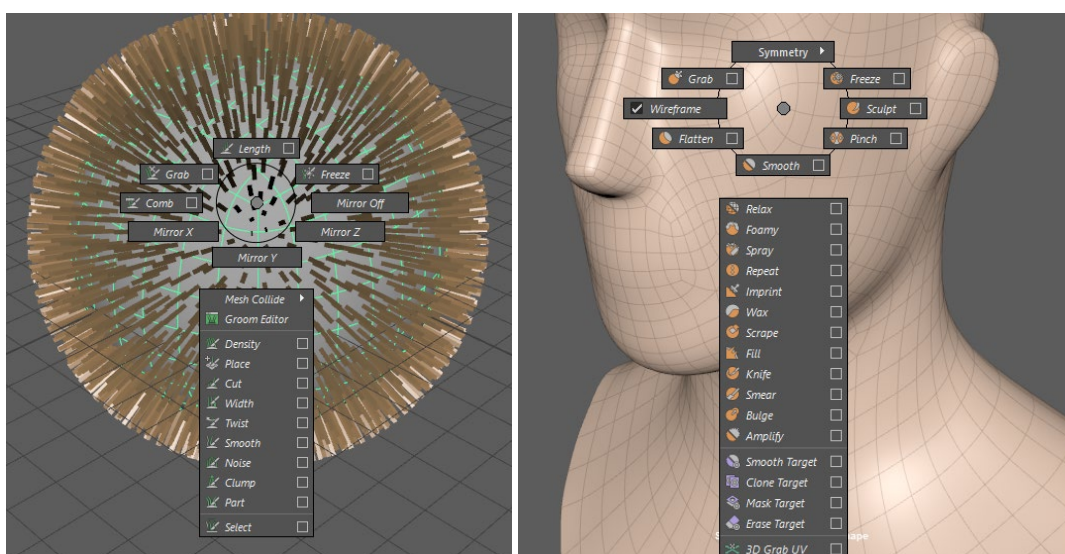 Length
Grab
Freeze
Comb
Mirror Off
Mirror X
Mirror Z
Mirror Y
Mesh Collide
Groom Editor
Density
Place
Cut
Width
Twist
Smooth
Noise
Clump
Part
Select
Symmetry
Grab
Freeze
Wireframe
Sculpt
Flatten
Pinch
Smooth
Relax
Foamy
Spray
Repeat
Imprint
Wax
Scrape
Fill
Knife
Smear
Bulge
Amplify
Smooth Target
Clone Target
Mask Target
Erase Target
3D Grab UV